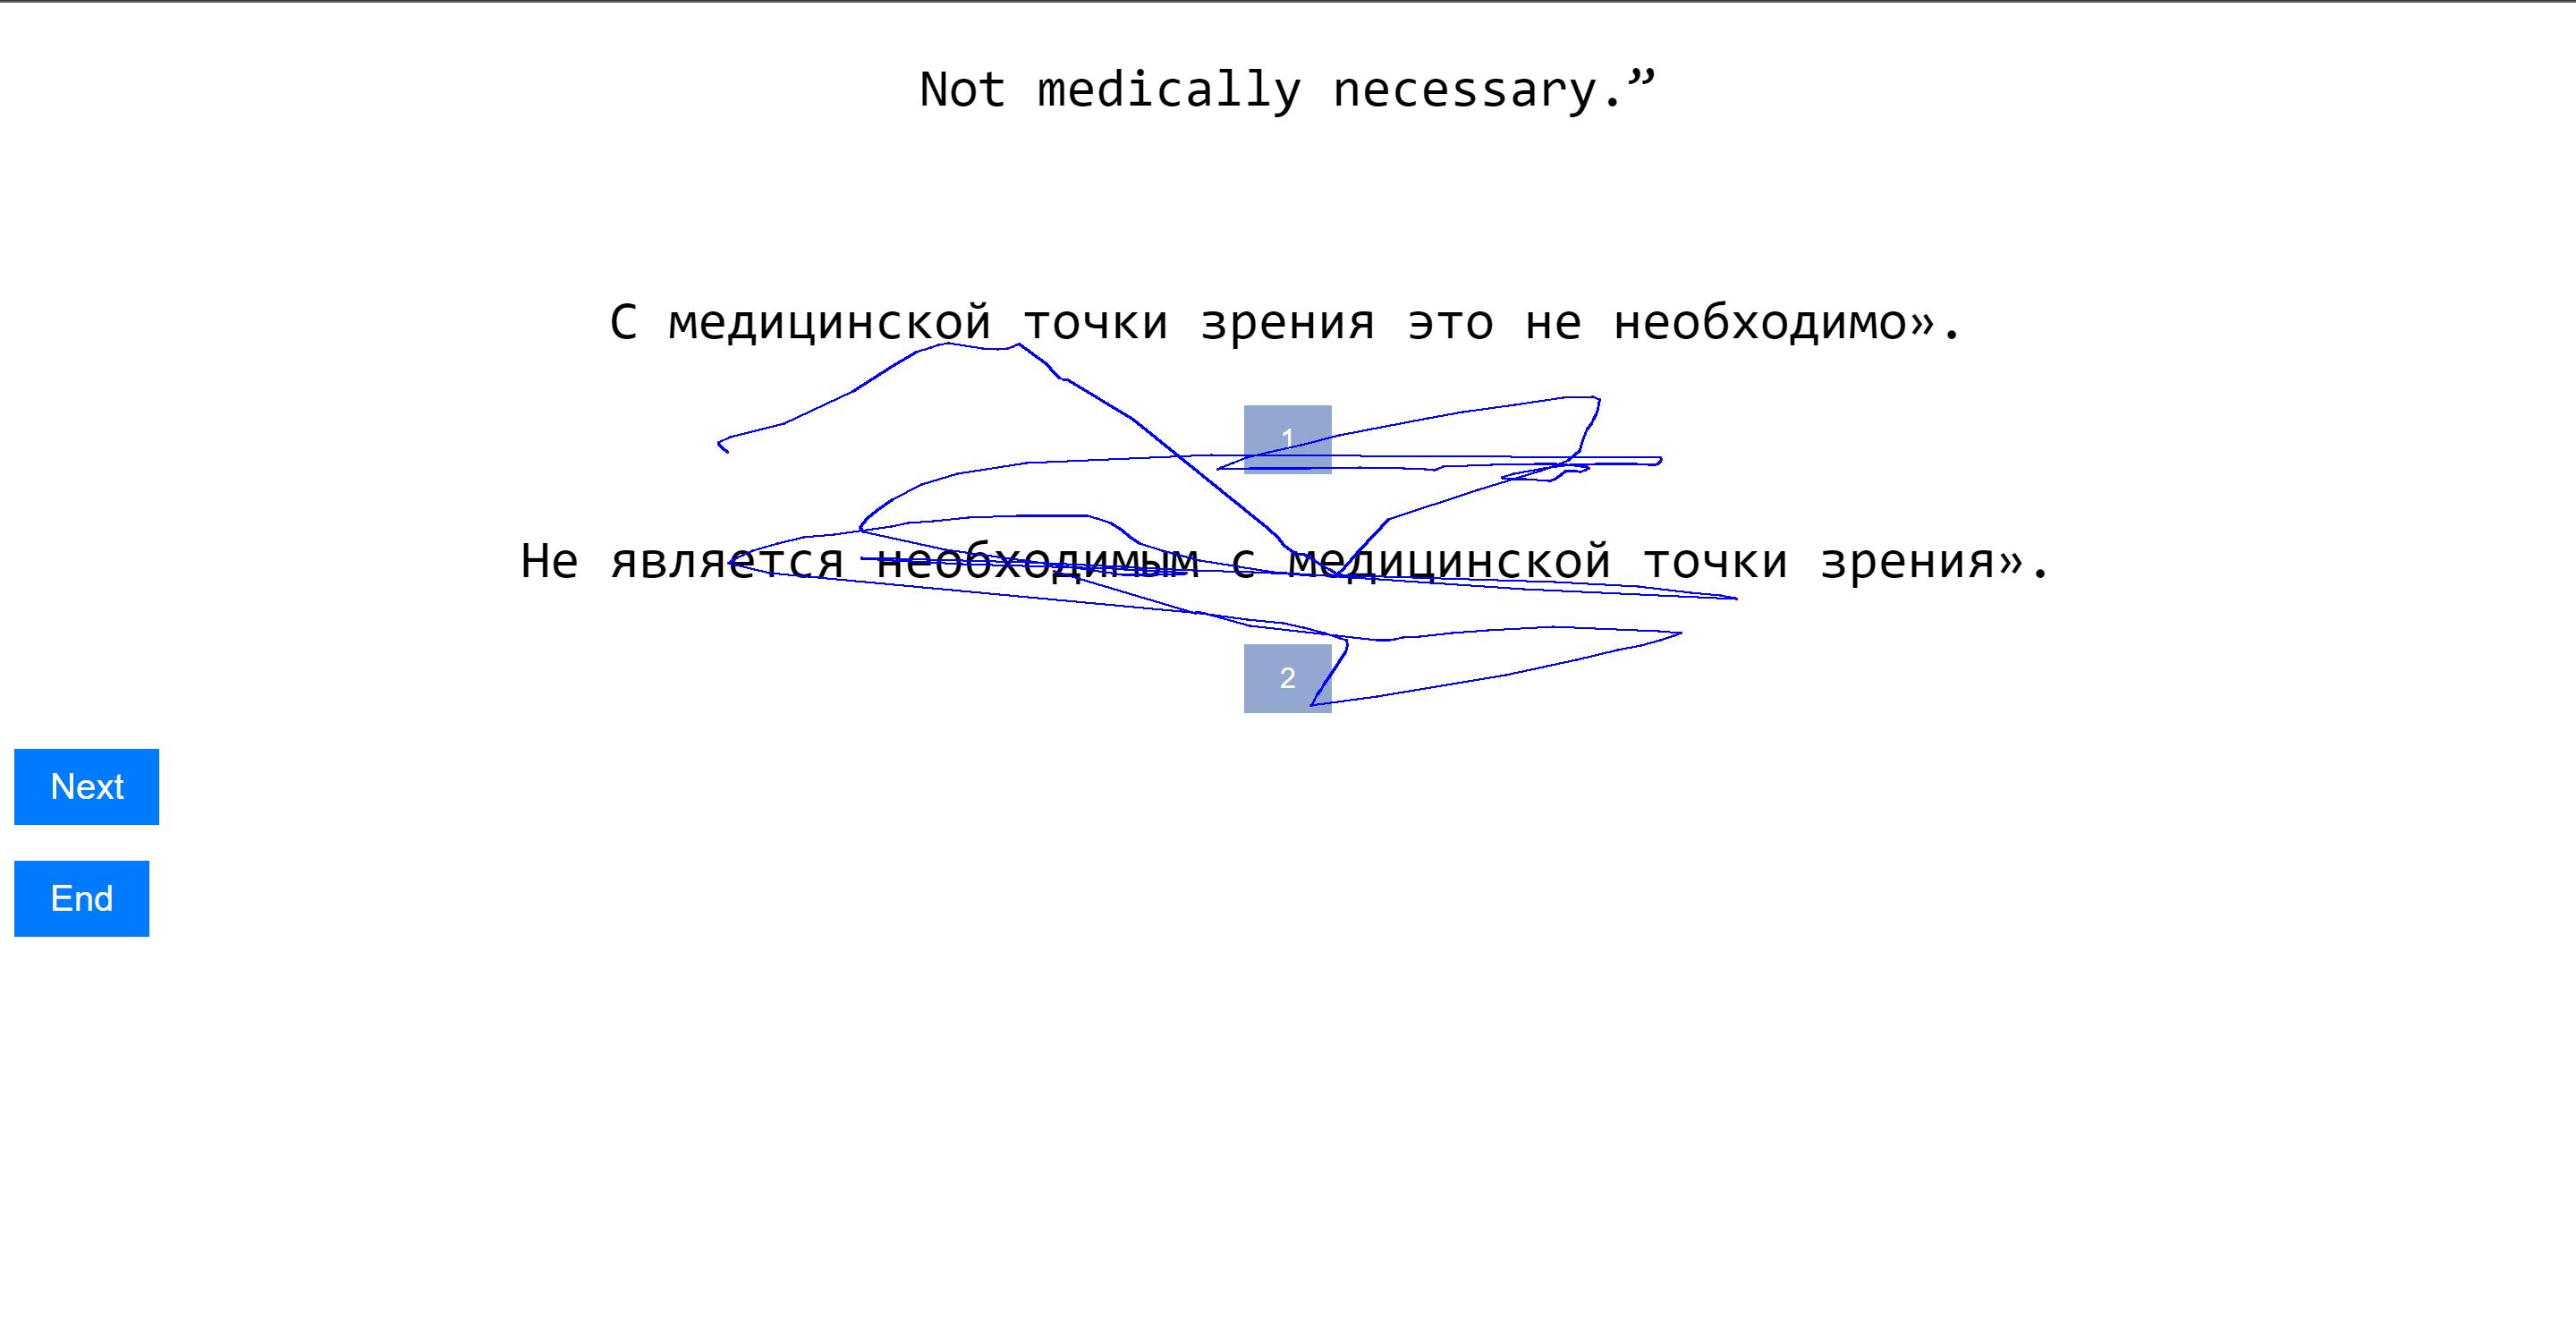 Not medically necessary.”
С медицинской точки зрения это не необходимо».
1
Не является необходимым с медицинской точки зрения».
2
Next
End